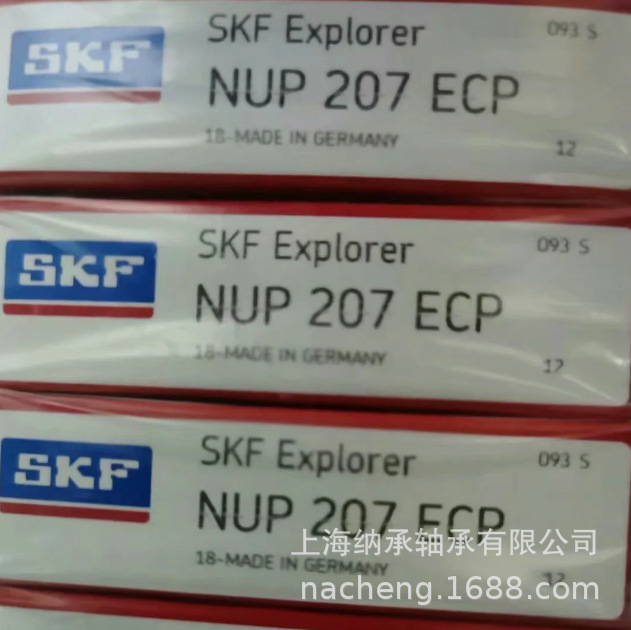 SKF
SKF Explorer
093 S
NUP 207 ECP
18-MADE IN GERMANY
12
SKF
SKF Explorer
093 S
NUP 207 ECP
18-MADE IN GERMANY
12
SKF
SKF Explorer
093 S
NUP 207 ECP
18-MADE IN GERMANY
12
上海纳承轴承有限公司
nacheng.1688.com